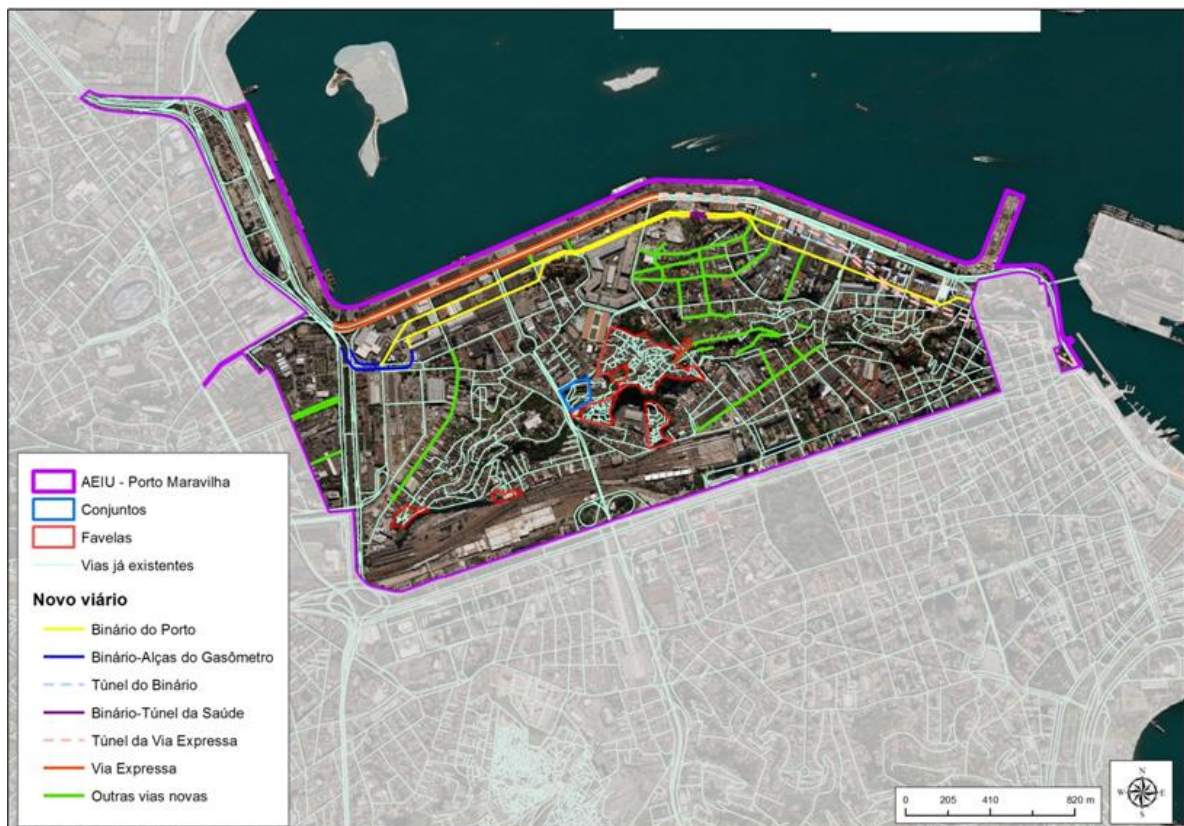 AEIU - Porto Maravilha
Conjuntos
Favelas
Vias já existentes
Novo viário
Binário do Porto
Binário-Alças do Gasômetro
Túnel do Binário
Binário-Túnel da Saúde
Túnel da Via Expressa
Via Expressa
Outras vias novas
0 205 410 820 m
N
W E
S